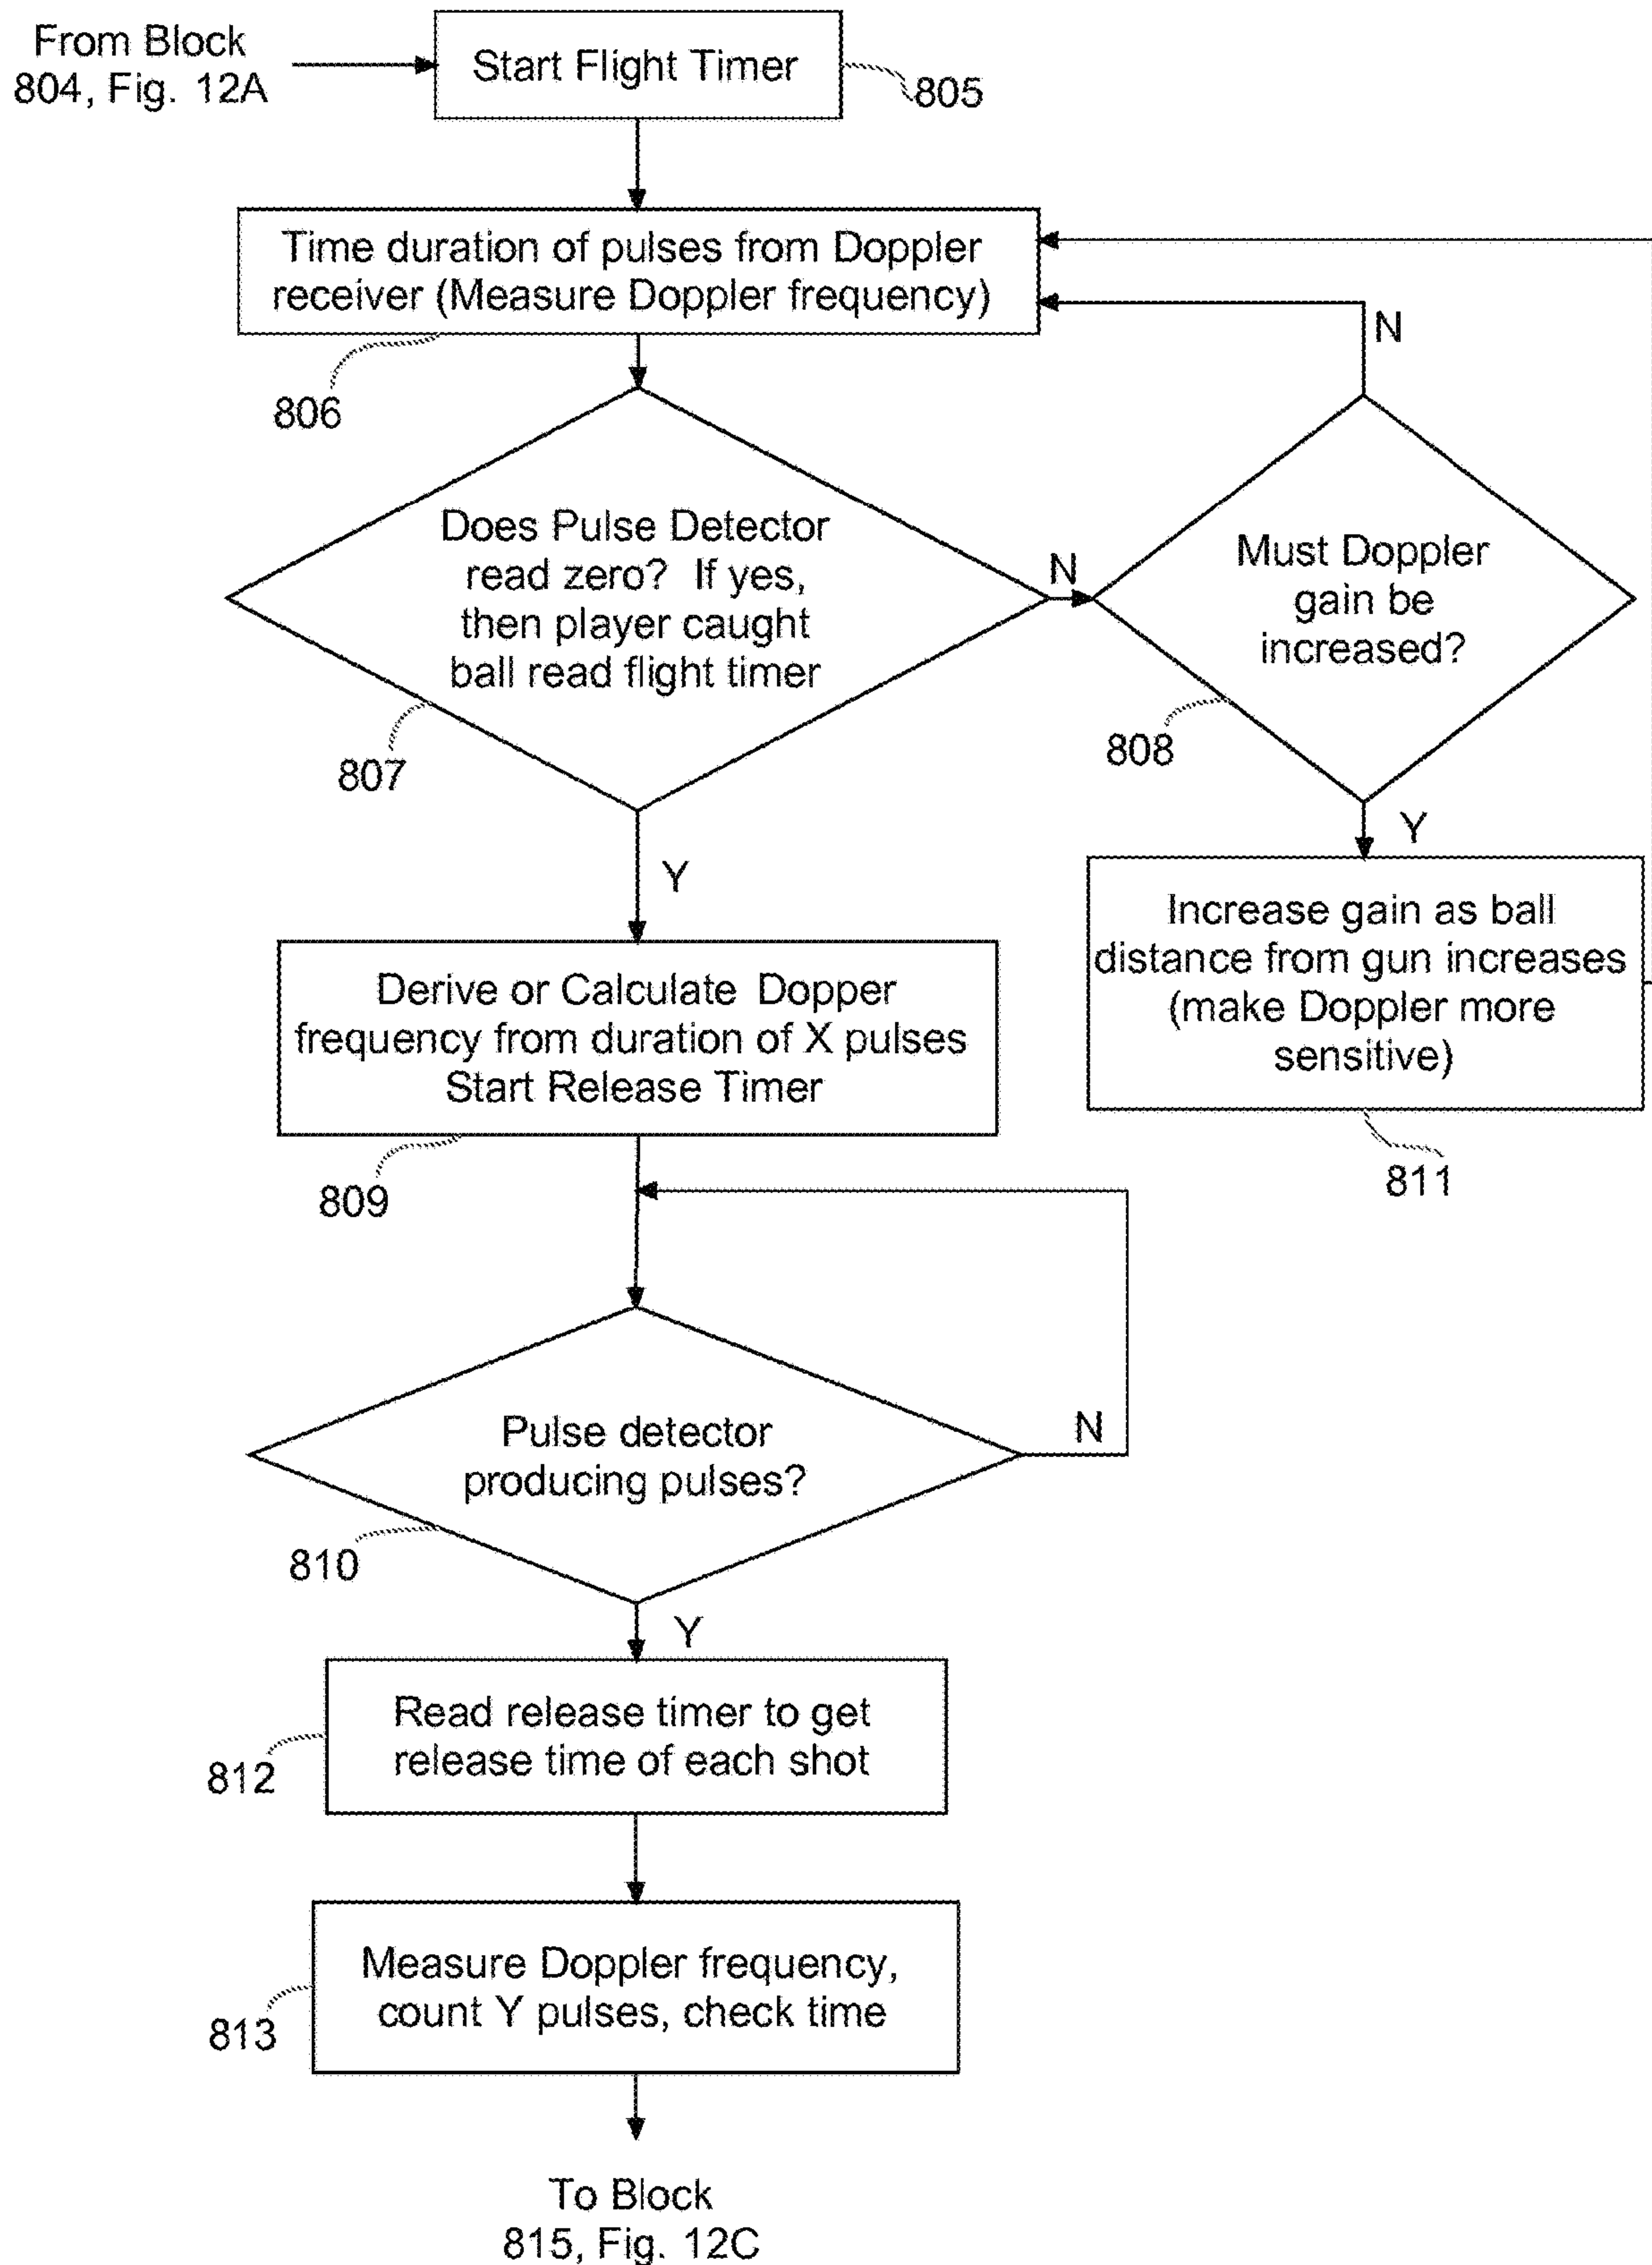 From Block
804, Fig. 12A
Start Flight Timer
805
Time duration of pulses from Doppler
receiver (Measure Doppler frequency)
806
N
Does Pulse Detector
read zero? If yes,
then player caught
ball read flight timer
N
807
Must Doppler
gain be
increased?
808
Y
Y
Increase gain as ball
distance from gun increases
(make Doppler more
sensitive)
811
Derive or Calculate Dopper
frequency from duration of X pulses
Start Release Timer
809
Pulse detector
producing pulses?
N
810
Y
Read release timer to get
release time of each shot
812
Measure Doppler frequency,
count Y pulses, check time
813
To Block
815, Fig. 12C